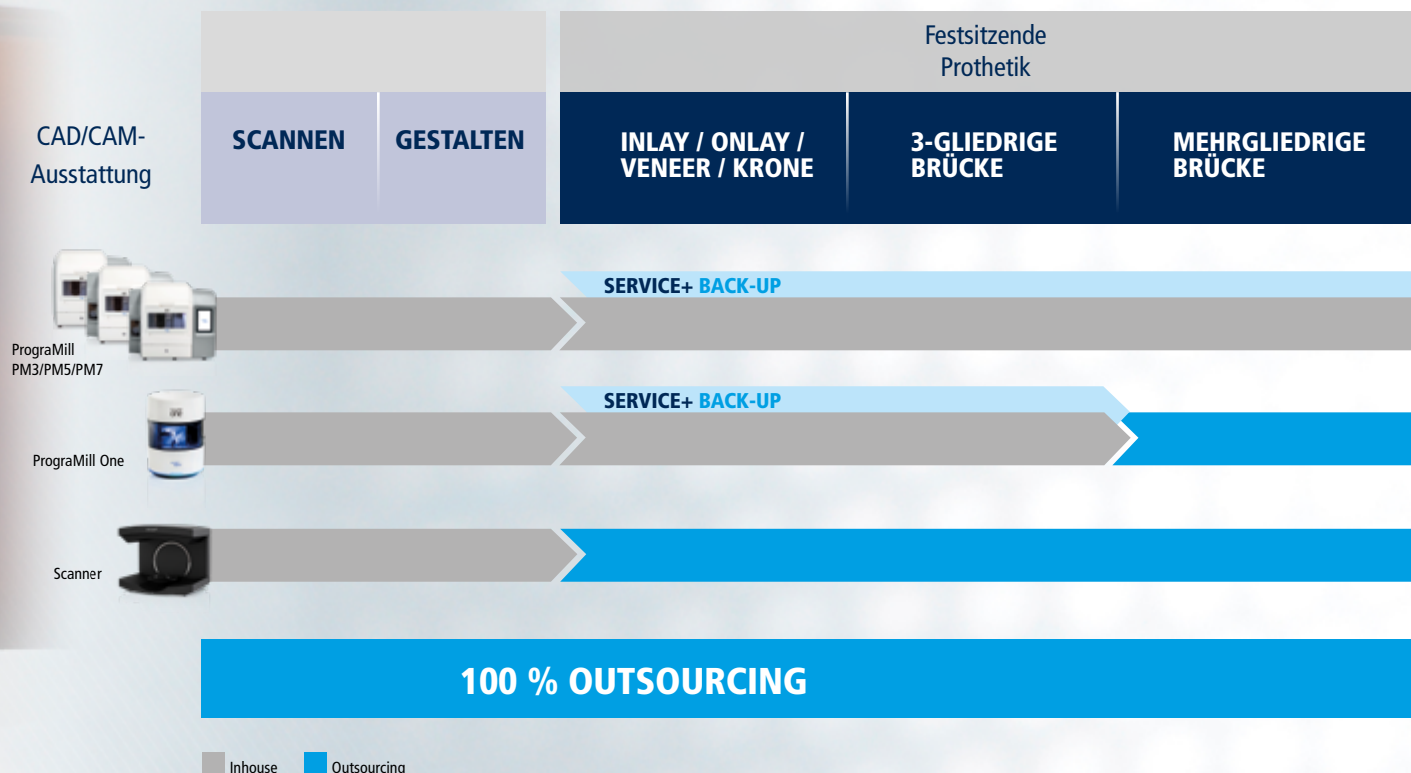 Festsitzende
Prothetik
CAD/CAM-
Ausstattung
SCANNEN
GESTALTEN
INLAY / ONLAY /
VENEER / KRONE
3-GLIEDRIGE
BRÜCKE
MEHRGLIEDRIGE
BRÜCKE
SERVICE+ BACK-UP
PrograMill
PM3/PM5/PM7
SERVICE+ BACK-UP
PrograMill One
Scanner
100 % OUTSOURCING
Inhouse
Outsourcing